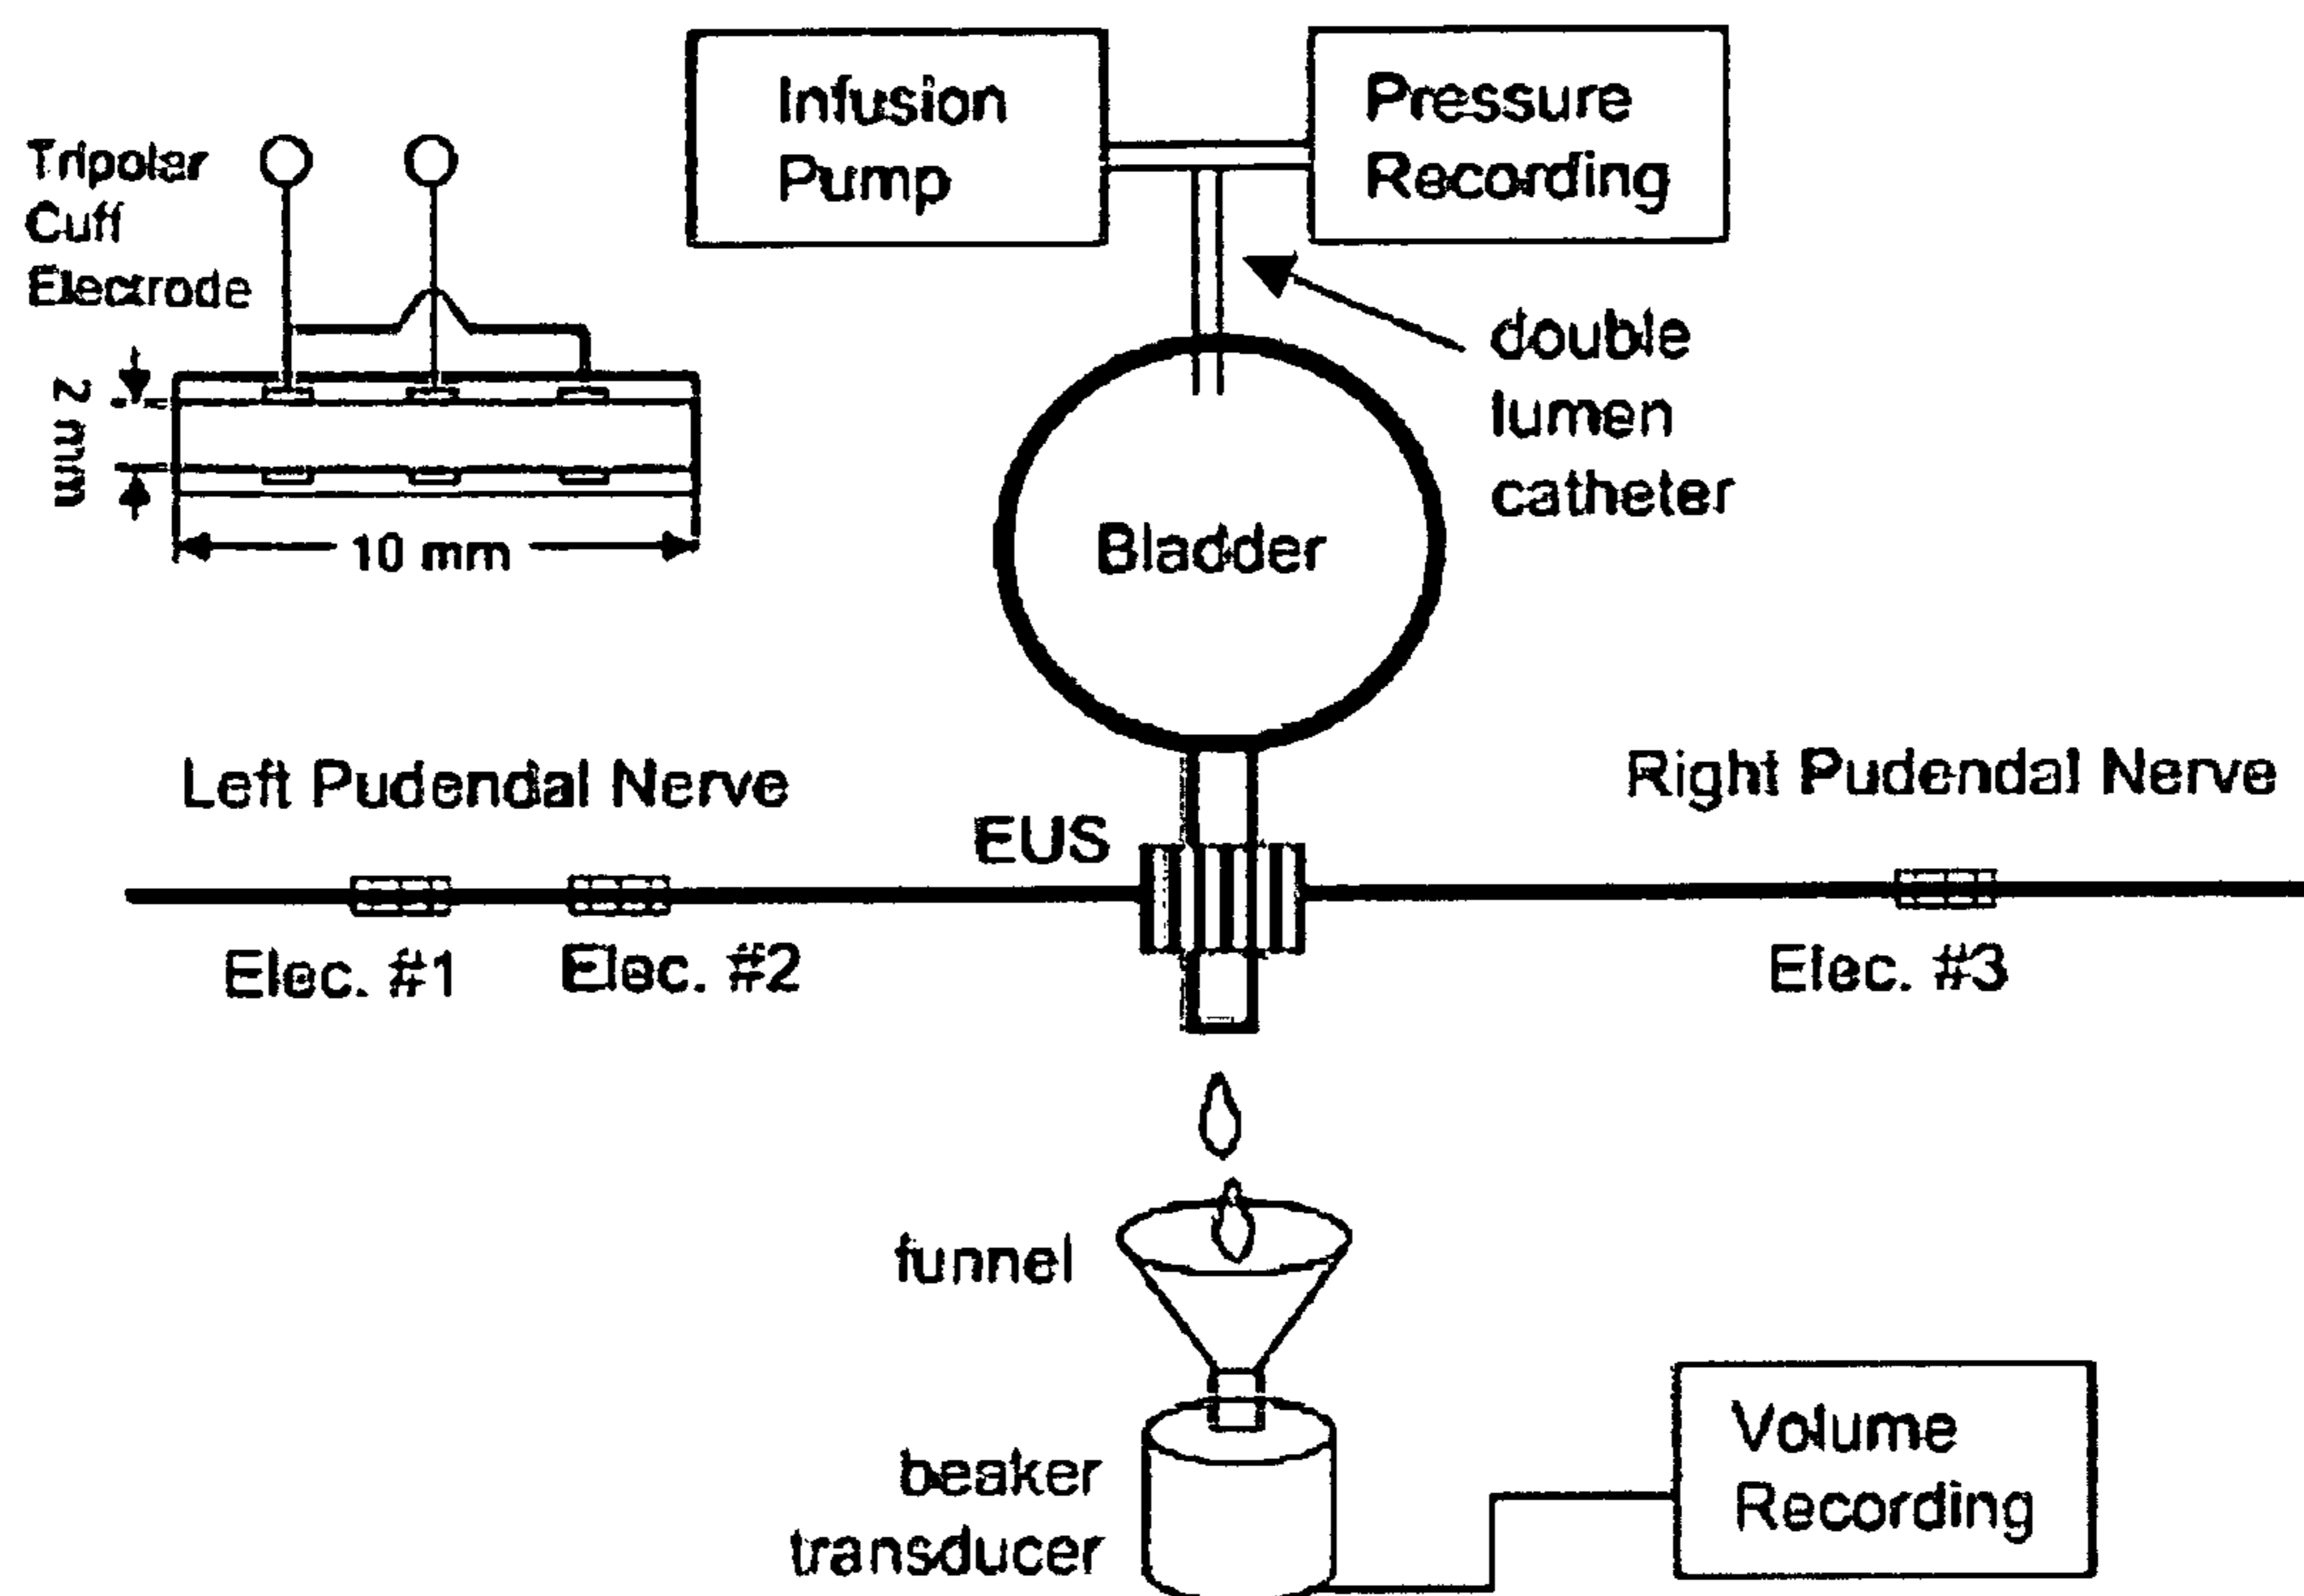 Infusion
Pump
Pressure
Recording
Tripolar
Cuff
Electrode
double
lumen
catheter
2 mm
10 mm
Bladder
Left Pudendal Nerve
Right Pudendal Nerve
EUS
Elec. #1
Elec. #2
Elec. #3
funnel
beaker
transducer
Volume
Recording